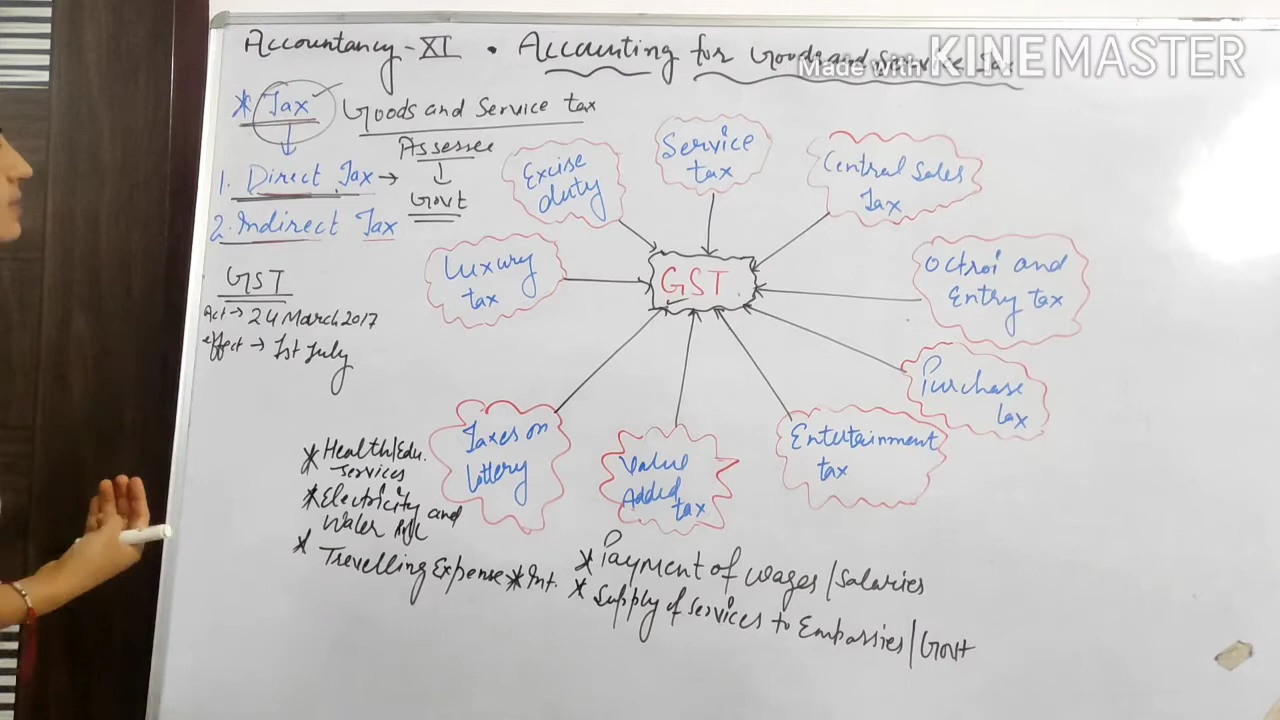 Accountancy-XI • Accounting for Goods and Service Tax
Made with KINEMASTER
* Tax ✓ Goods and Service tax
Assessee
↓
Govt
1. Direct Tax →
2. Indirect Tax
GST
Act → 24 March 2017
effect → 1st July
Excise
duty
Service
tax
Central Sales
Tax
Luxury
tax
GST
Octroi and
Entry tax
Purchase
tax
Taxes on
lottery
Value
Added
tax
Entertainment
tax
* Health/Edu.
Services
* Electricity and
Water
* Trevelling Expense * Int.
* Payment of wages/Salaries
* Supply of Services to Embassies/Govt